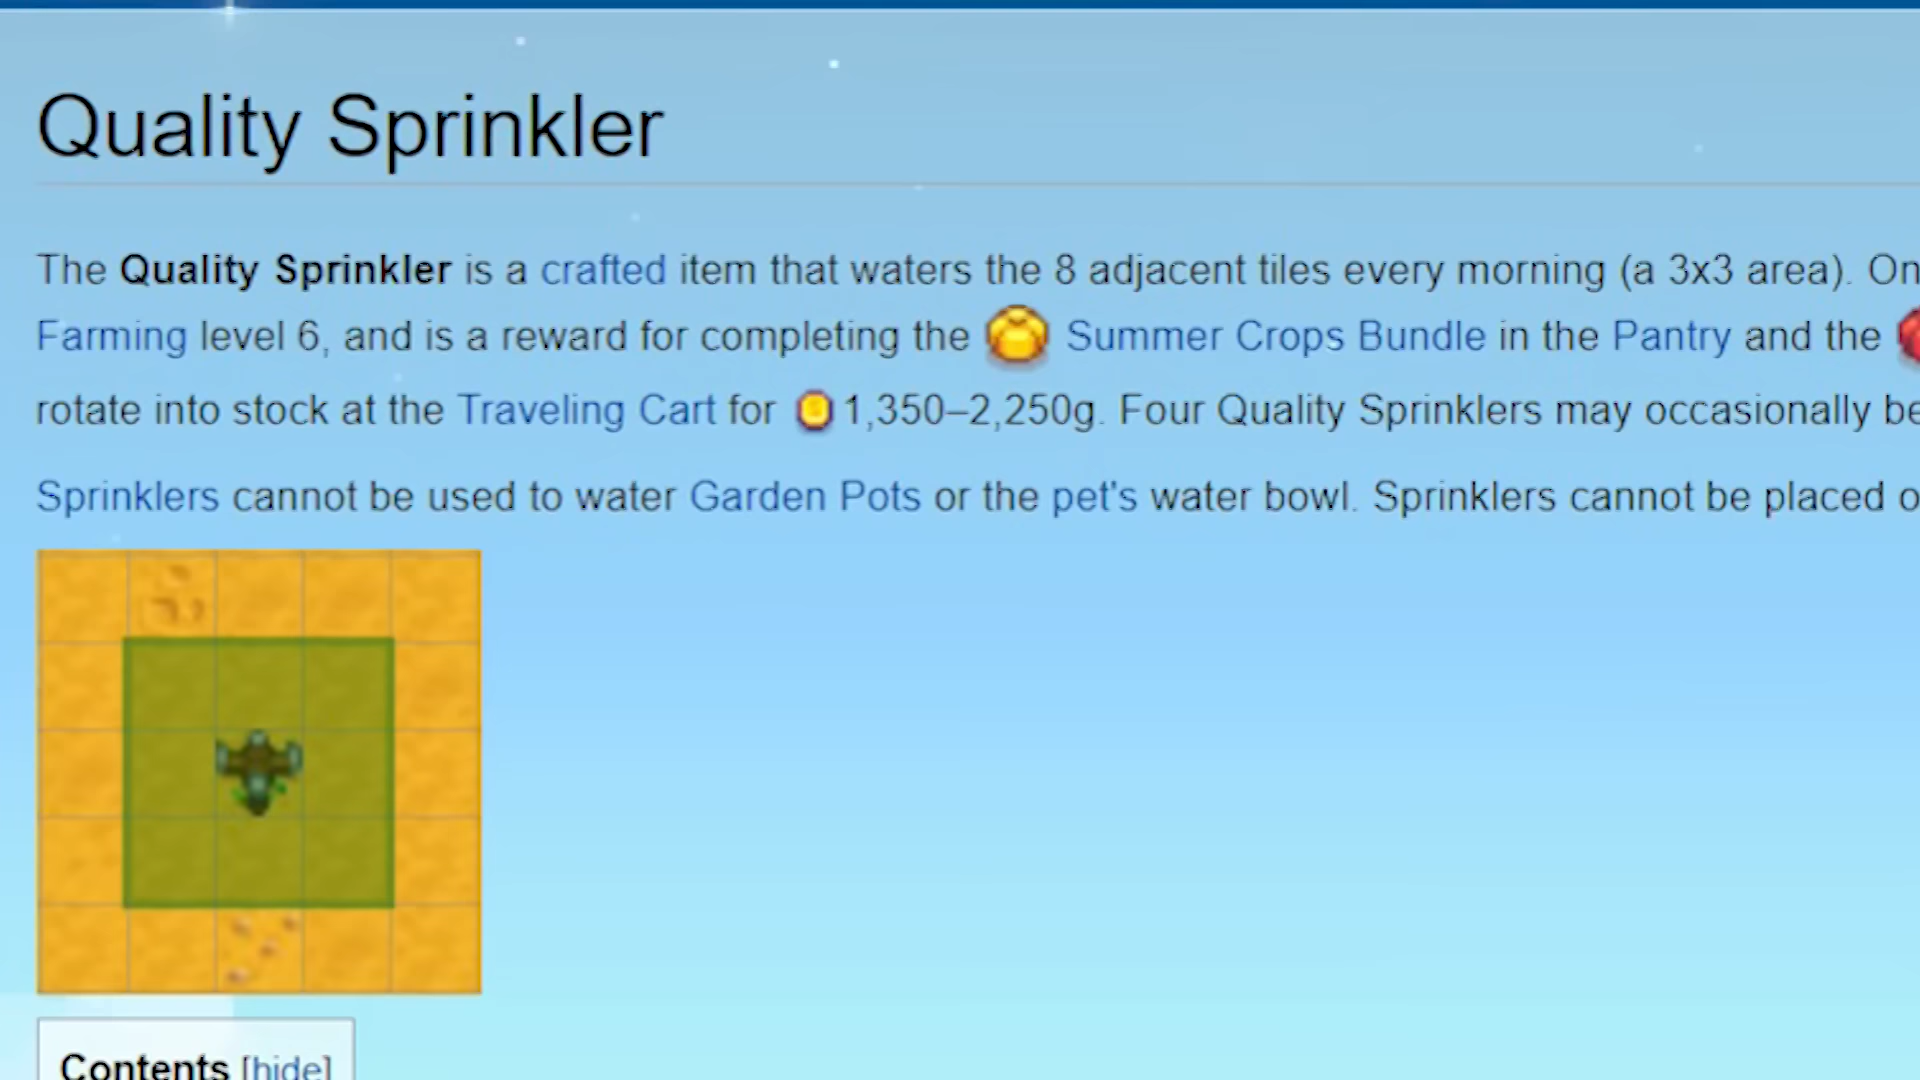 Quality Sprinkler
The Quality Sprinkler is a crafted item that waters the 8 adjacent tiles every morning (a 3x3 area). On
Farming level 6, and is a reward for completing the Summer Crops Bundle in the Pantry and the
rotate into stock at the Traveling Cart for 1,350–2,250g. Four Quality Sprinklers may occasionally be
Sprinklers cannot be used to water Garden Pots or the pet's water bowl. Sprinklers cannot be placed o
Contents [hide]